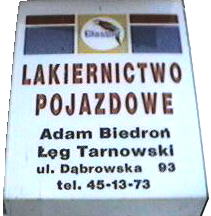 LAKIERNICTWO
POJAZDOWE
Adam Biedroń
Łęg Tarnowski
ul. Dąbrowska 93
tel. 45-13-73